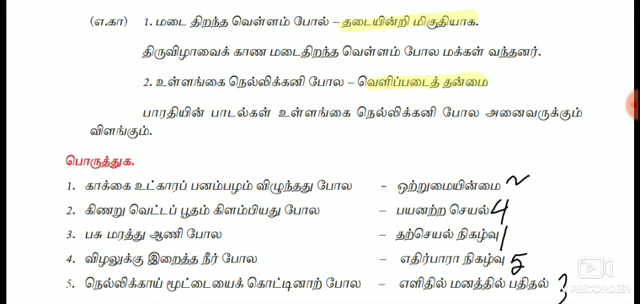 (எ.கா) 1. மடை திறந்த வெள்ளம் போல் – தடையின்றி மிகுதியாக.
திருவிழாவைக் காண மடைதிறந்த வெள்ளம் போல மக்கள் வந்தனர்.
2. உள்ளங்கை நெல்லிக்கனி போல – வெளிப்படைத் தன்மை
பாரதியின் பாடல்கள் உள்ளங்கை நெல்லிக்கனி போல அனைவருக்கும்
விளங்கும்.
பொருத்துக.
1. காக்கை உட்காரப் பனம்பழம் விழுந்தது போல - ஒற்றுமையின்மை
2. கிணறு வெட்டப் பூதம் கிளம்பியது போல – பயனற்ற செயல் 4
3. பசு மரத்து ஆணி போல – தற்செயல் நிகழ்வு 1
4. விழலுக்கு இறைத்த நீர் போல – எதிர்பாரா நிகழ்வு 5
5. நெல்லிக்காய் மூட்டையைக் கொட்டினாற் போல – எளிதில் மனத்தில் பதிதல் 3
RECORDER